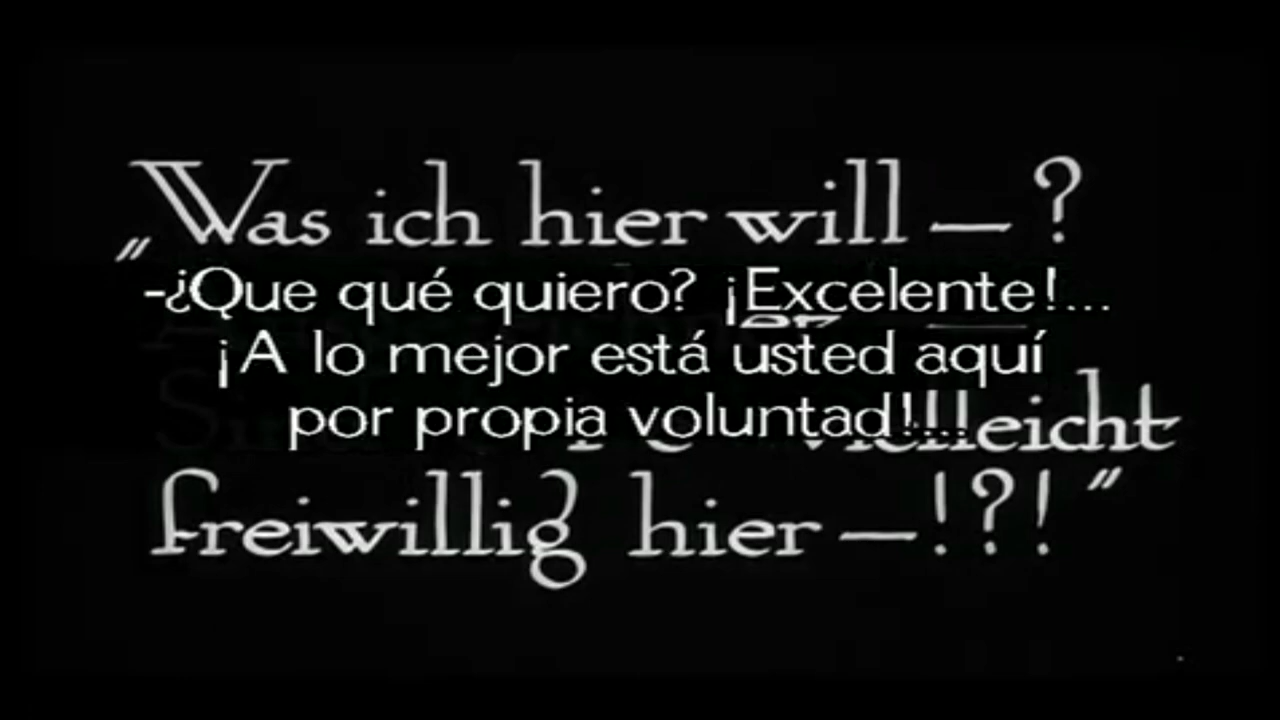 „Was ich hier will — ?
-¿Que qué quiero? ¡Excelente!...
¡A lo mejor está usted aquí
por propia voluntad!...
freiwillig hier — ! ? ! "